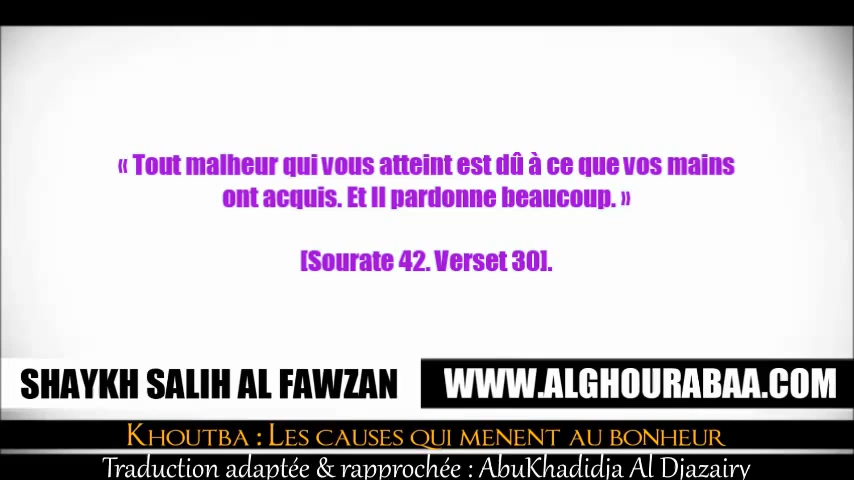 « Tout malheur qui vous atteint est dû à ce que vos mains
ont acquis. Et Il pardonne beaucoup. »
[Sourate 42. Verset 30].
SHAYKH SALIH AL FAWZAN
WWW.ALGHOURABAA.COM
Khoutba : Les causes qui menent au bonheur
Traduction adaptée & rapprochée : AbuKhadidja Al Djazairy